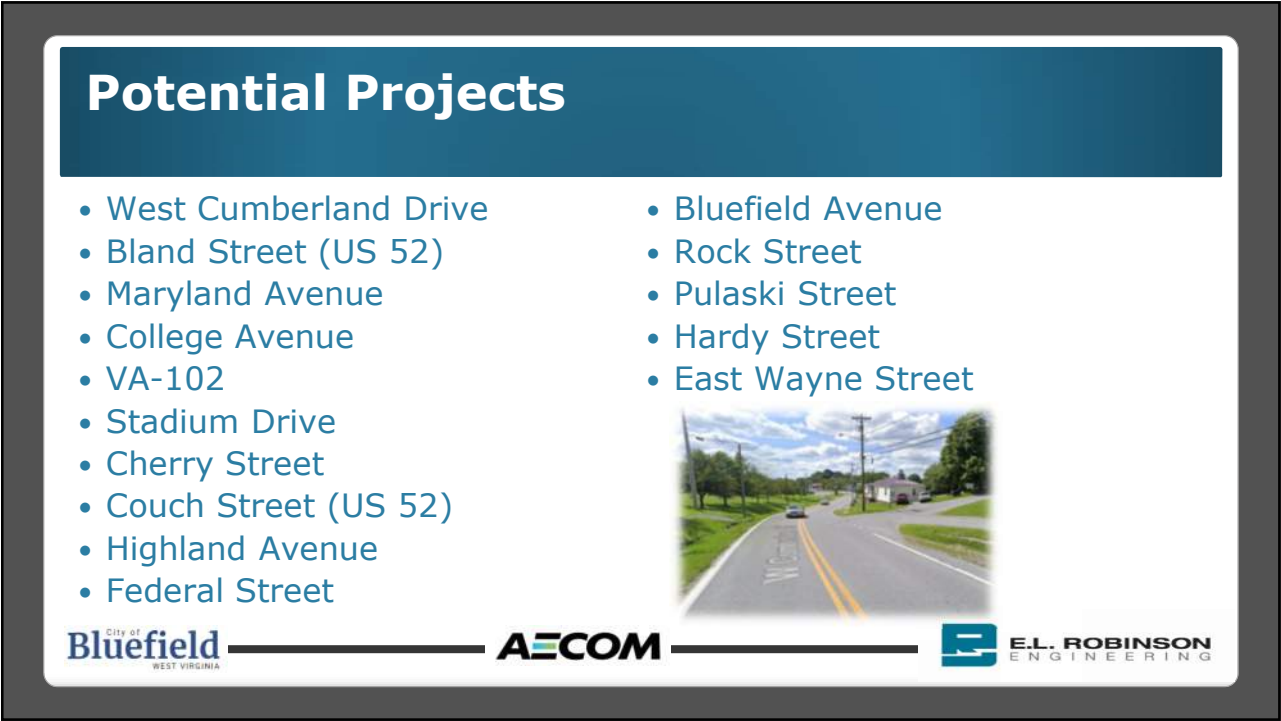 Potential Projects
• West Cumberland Drive
• Bland Street (US 52)
• Maryland Avenue
• College Avenue
• VA-102
• Stadium Drive
• Cherry Street
• Couch Street (US 52)
• Highland Avenue
• Federal Street
• Bluefield Avenue
• Rock Street
• Pulaski Street
• Hardy Street
• East Wayne Street
City of
Bluefield
WEST VIRGINIA
AECOM
E.L. ROBINSON
ENGINEERING